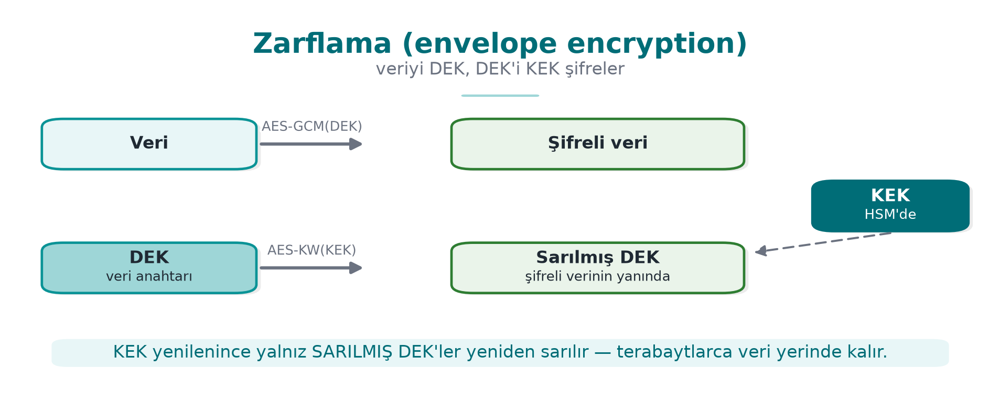 Zarflama (envelope encryption)
veriyi DEK, DEK'i KEK şifreler
Veri
AES-GCM(DEK)
Şifreli veri
KEK
HSM'de
DEK
veri anahtarı
AES-KW(KEK)
Sarılmış DEK
şifreli verinin yanında
KEK yenilenince yalnız SARILMIŞ DEK'ler yeniden sarılır — terabaytlarca veri yerinde kalır.